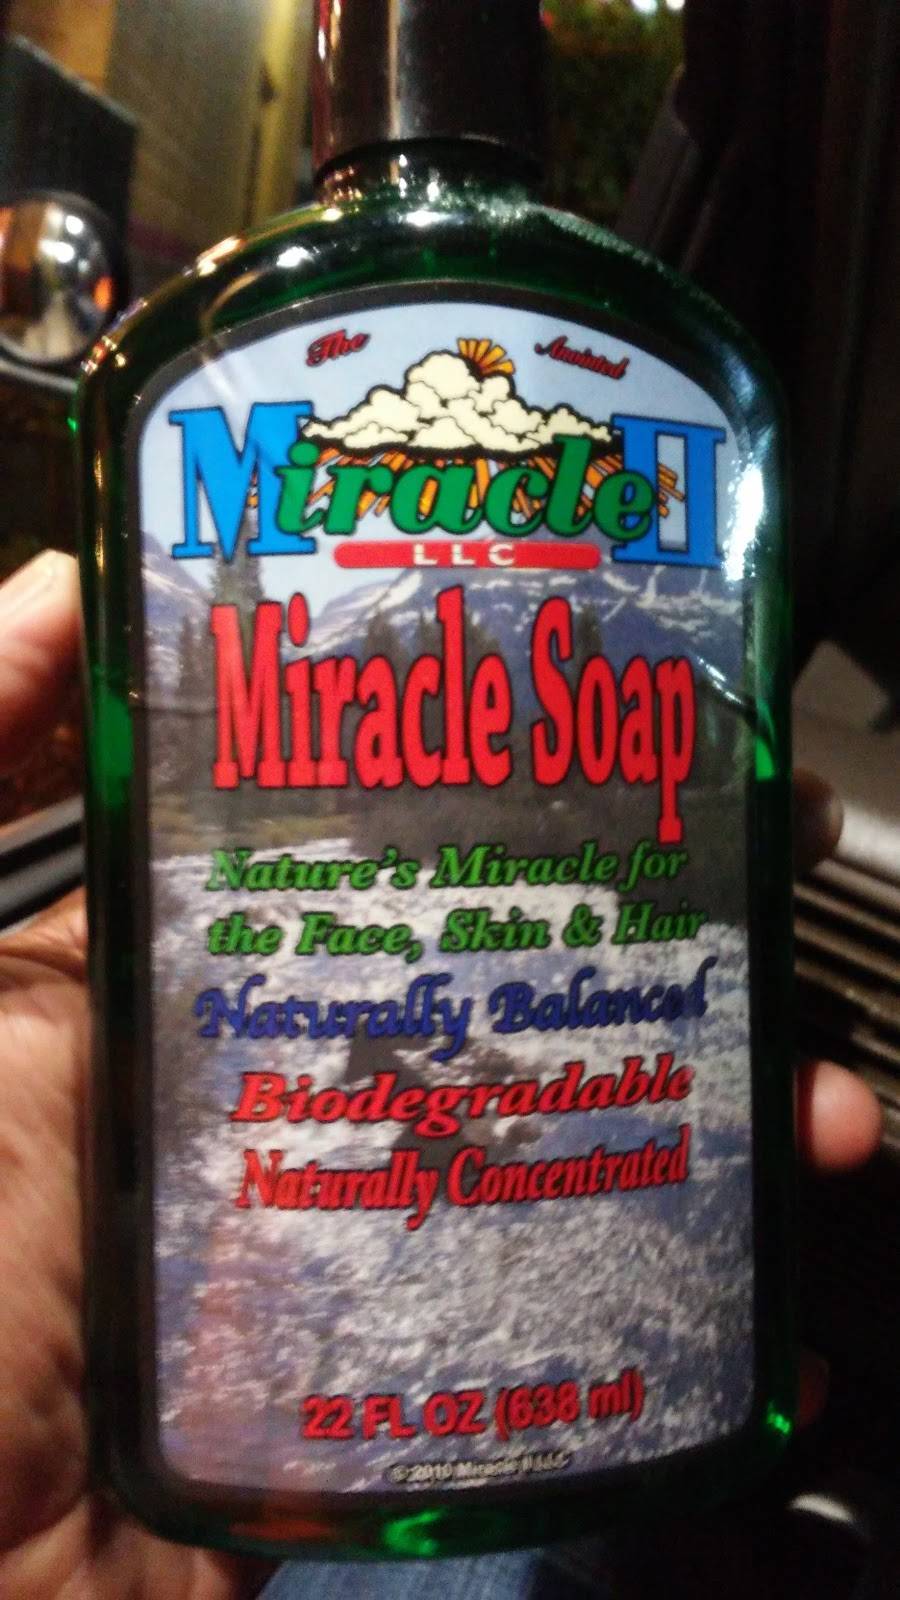 The Anointed
Miracle II
LLC
Miracle Soap
Nature's Miracle for
the Face, Skin & Hair
Naturally Balanced
Biodegradable
Naturally Concentrated
22 FL OZ (638 ml)
© 2010 Miracle II LLC